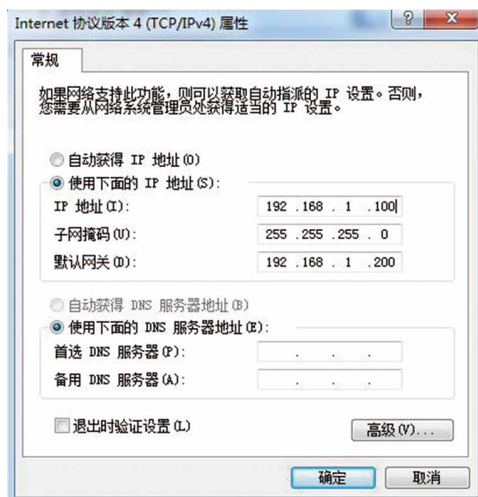 Internet 协议版本 4 (TCP/IPv4) 属性
常规
如果网络支持此功能，则可以获取自动指派的 IP 设置。否则，
您需要从网络系统管理员处获得适当的 IP 设置。
自动获得 IP 地址(O)
使用下面的 IP 地址(S):
IP 地址(I): 192 .168 . 1 .100
子网掩码(U): 255 .255 .255 . 0
默认网关(D): 192 .168 . 1 .200
自动获得 DNS 服务器地址(B)
使用下面的 DNS 服务器地址(E):
首选 DNS 服务器(P): . . .
备用 DNS 服务器(A): . . .
退出时验证设置(L)
高级(V)...
确定 取消